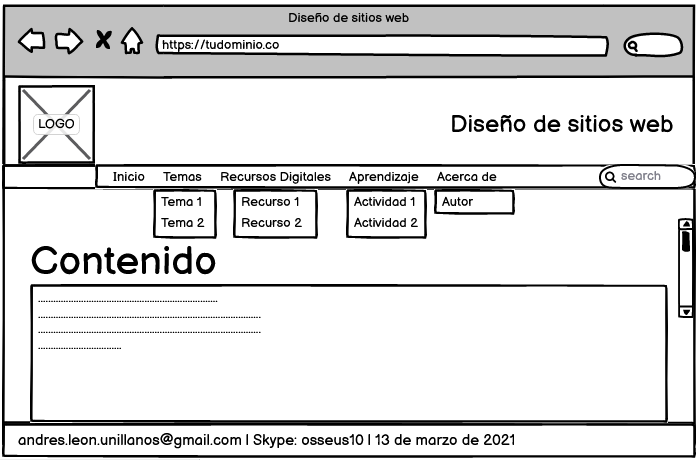 Diseño de sitios web
https://tudominio.co
LOGO
Diseño de sitios web
Inicio Temas Recursos Digitales Aprendizaje Acerca de search
Tema 1 Recurso 1 Actividad 1 Autor
Tema 2 Recurso 2 Actividad 2
Contenido
andres.leon.unillanos@gmail.com | Skype: osseus10 | 13 de marzo de 2021